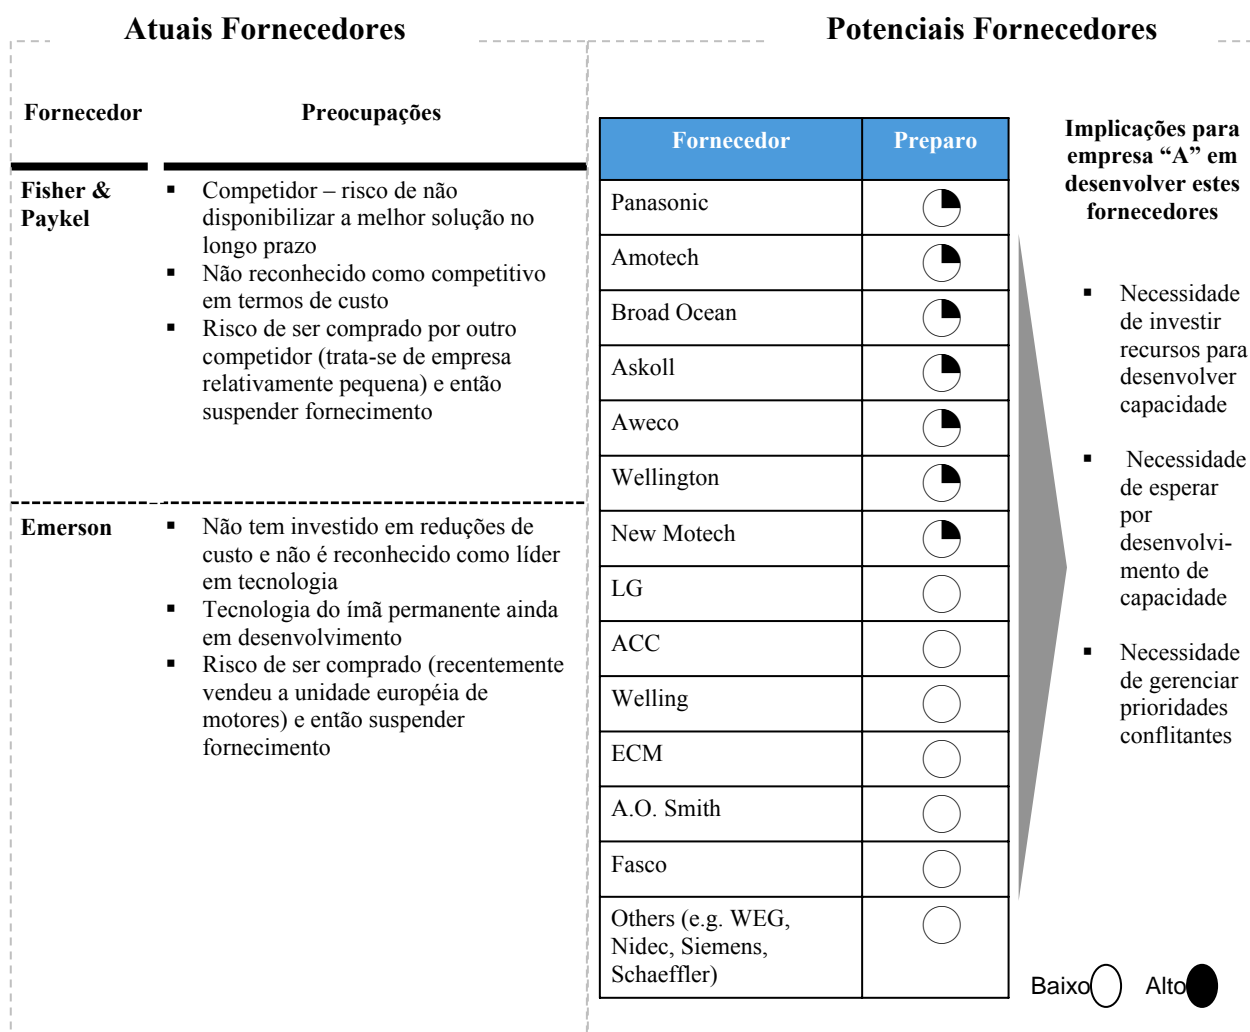 Atuais Fornecedores
Fornecedor
Preocupações
Fisher &
Paykel
▪ Competidor – risco de não
disponibilizar a melhor solução no
longo prazo
▪ Não reconhecido como competitivo
em termos de custo
▪ Risco de ser comprado por outro
competidor (trata-se de empresa
relativamente pequena) e então
suspender fornecimento
Emerson
▪ Não tem investido em reduções de
custo e não é reconhecido como líder
em tecnologia
▪ Tecnologia do ímã permanente ainda
em desenvolvimento
▪ Risco de ser comprado (recentemente
vendeu a unidade européia de
motores) e então suspender
fornecimento
Potenciais Fornecedores
Fornecedor
Preparo
Panasonic
Amotech
Broad Ocean
Askoll
Aweco
Wellington
New Motech
LG
ACC
Welling
ECM
A.O. Smith
Fasco
Others (e.g. WEG,
Nidec, Siemens,
Schaeffler)
Implicações para
empresa “A” em
desenvolver estes
fornecedores
▪ Necessidade
de investir
recursos para
desenvolver
capacidade
▪ Necessidade
de esperar
por
desenvolvi-
mento de
capacidade
▪ Necessidade
de gerenciar
prioridades
conflitantes
Baixo
Alto